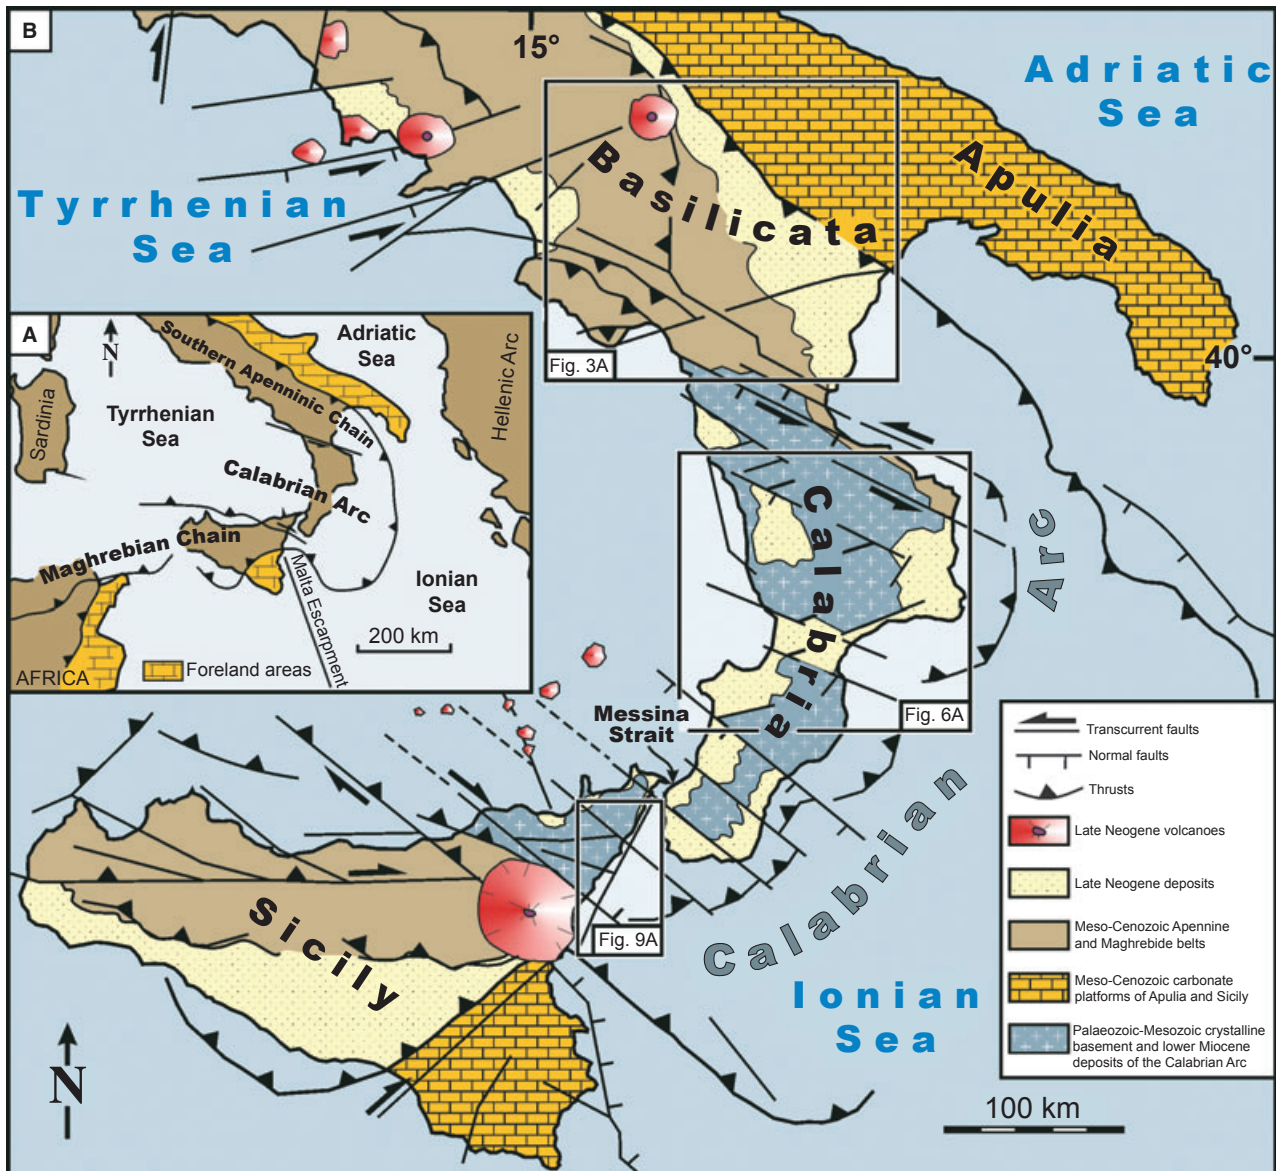 B
15°
Adriatic
Sea
Tyrrhenian
Sea
Basilicata
Apulia
Fig. 3A
40°
A
N
Adriatic
Sea
Southern Apenninic Chain
Hellenic Arc
Sardinia
Tyrrhenian
Sea
Calabrian Arc
Maghrebian Chain
Malta Escarpment
Ionian
Sea
200 km
AFRICA
Foreland areas
Calabria
Fig. 6A
Messina
Strait
Calabrian Arc
Sicily
Fig. 9A
Ionian
Sea
N
100 km
Transcurrent faults
Normal faults
Thrusts
Late Neogene volcanoes
Late Neogene deposits
Meso-Cenozoic Apennine
and Maghrebide belts
Meso-Cenozoic carbonate
platforms of Apulia and Sicily
Palaeozoic-Mesozoic crystalline
basement and lower Miocene
deposits of the Calabrian Arc